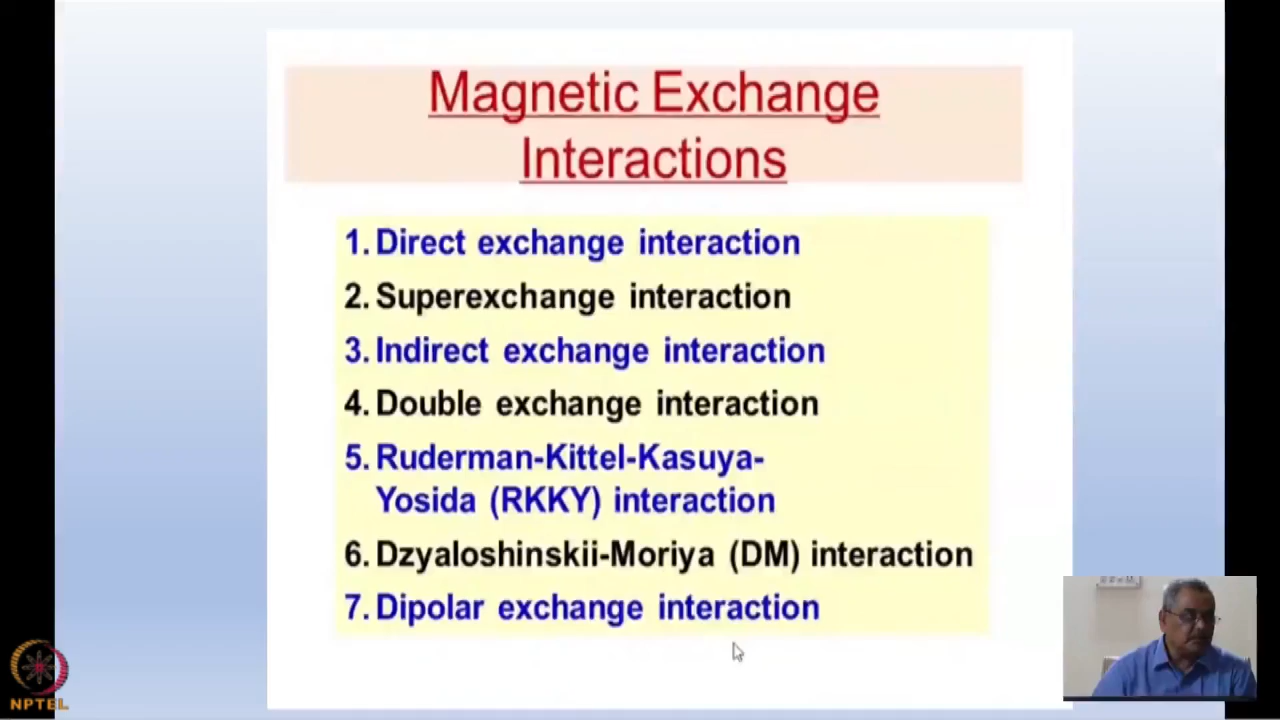 Magnetic Exchange
Interactions
1. Direct exchange interaction
2. Superexchange interaction
3. Indirect exchange interaction
4. Double exchange interaction
5. Ruderman-Kittel-Kasuya-
Yosida (RKKY) interaction
6. Dzyaloshinskii-Moriya (DM) interaction
7. Dipolar exchange interaction
NPTEL